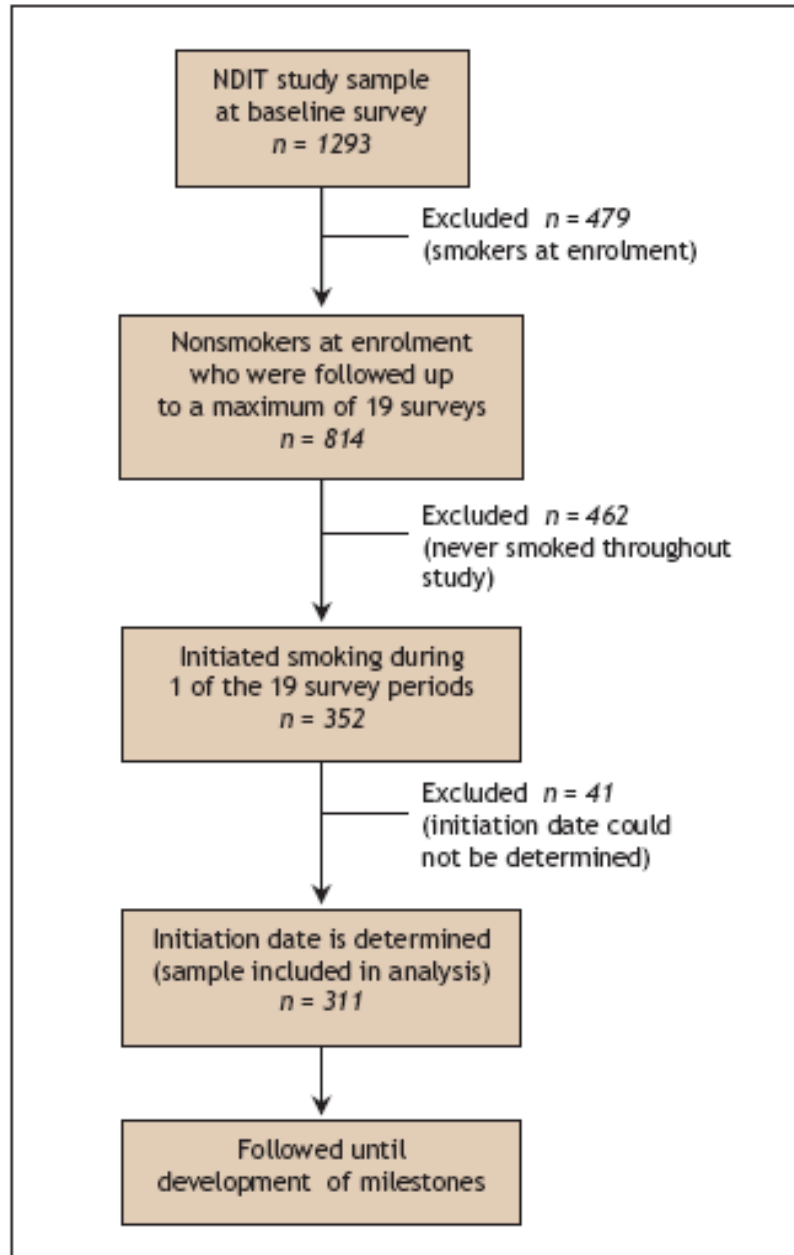 NDIT study sample
at baseline survey
n = 1293
Excluded n = 479
(smokers at enrolment)
Nonsmokers at enrolment
who were followed up
to a maximum of 19 surveys
n = 814
Excluded n = 462
(never smoked throughout
study)
Initiated smoking during
1 of the 19 survey periods
n = 352
Excluded n = 41
(initiation date could
not be determined)
Initiation date is determined
(sample included in analysis)
n = 311
Followed until
development of milestones